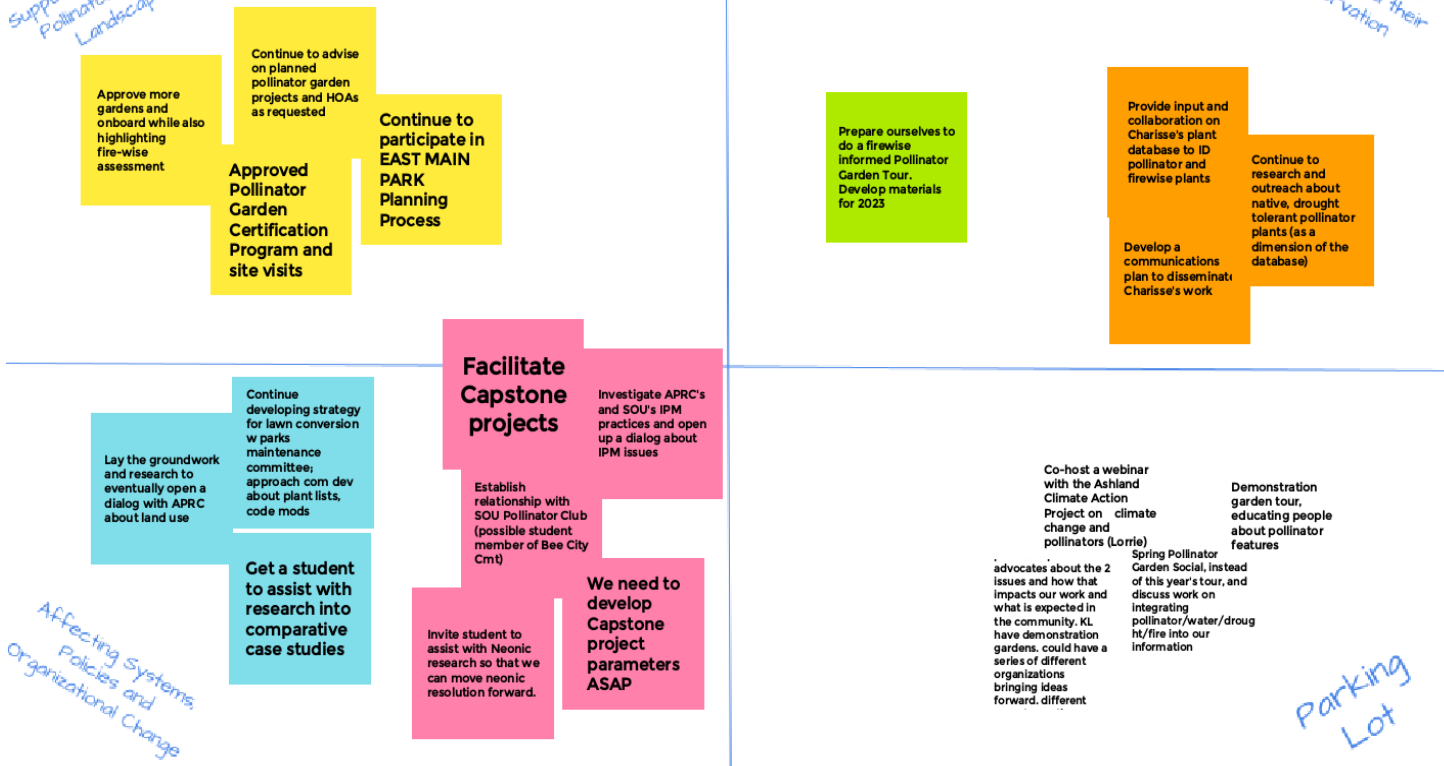 Pollinato
Landscap
their
rvation
Approve more
gardens and
onboard while also
highlighting
fire-wise
assessment
Continue to advise
on planned
pollinator garden
projects and HOAs
as requested
Continue to
participate in
EAST MAIN
PARK
Planning
Process
Approved
Pollinator
Garden
Certification
Program and
site visits
Prepare ourselves to
do a firewise
informed Pollinator
Garden Tour.
Develop materials
for 2023
Provide input and
collaboration on
Charisse's plant
database to ID
pollinator and
firewise plants
Continue to
research and
outreach about
native, drought
tolerant pollinator
plants (as a
dimension of the
database)
Develop a
communications
plan to disseminate
Charisse's work
Lay the groundwork
and research to
eventually open a
dialog with APRC
about land use
Continue
developing strategy
for lawn conversion
w parks
maintenance
committee;
approach com dev
about plant lists,
code mods
Get a student
to assist with
research into
comparative
case studies
Facilitate
Capstone
projects
Investigate APRC's
and SOU's IPM
practices and open
up a dialog about
IPM issues
Establish
relationship with
SOU Pollinator Club
(possible student
member of Bee City
Cmt)
Invite student to
assist with Neonic
research so that we
can move neonic
resolution forward.
We need to
develop
Capstone
project
parameters
ASAP
Affecting Systems,
Policies and
Organizational Change
Co-host a webinar
with the Ashland
Climate Action
Project on climate
change and
pollinators (Lorrie)
Demonstration
garden tour,
educating people
about pollinator
features
advocates about the 2
issues and how that
impacts our work and
what is expected in
the community. KL
have demonstration
gardens. could have a
series of different
organizations
bringing ideas
forward. different
Spring Pollinator
Garden Social, instead
of this year's tour, and
discuss work on
integrating
pollinator/water/droug
ht/fire into our
information
Parking
Lot